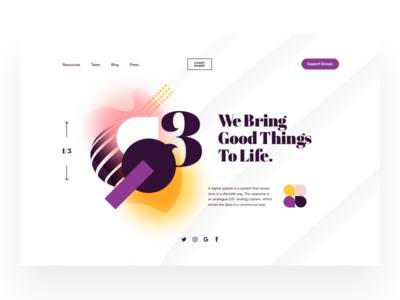 Resources Team Blog Press
Support Groups
1/3
3
We Bring
Good Things
To Life.
A digital system is a system that stores
data in a discrete way. The opposite is
an analogue (US: analog) system, which
stores the data in a continuous way.